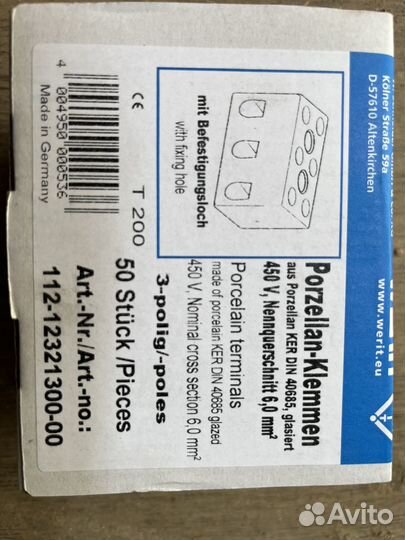 Kölner Straße 59a
D-57610 Altenkirchen
www.werit.eu
Porzellan-Klemmen
aus Porzellan KER DIN 40685, glasiert
450 V, Nennquerschnitt 6,0 mm²
Porcelain terminals
made of porcelain KER DIN 40685 glazed
450 V, Nominal cross section 6,0 mm²
mit Befestigungsloch
with fixing hole
3-polig/-poles
50 Stück /Pieces
Art.-Nr./Art.-no.:
112-12321300-00
CE
T 200
4 004950 000536
Made in Germany
Avito